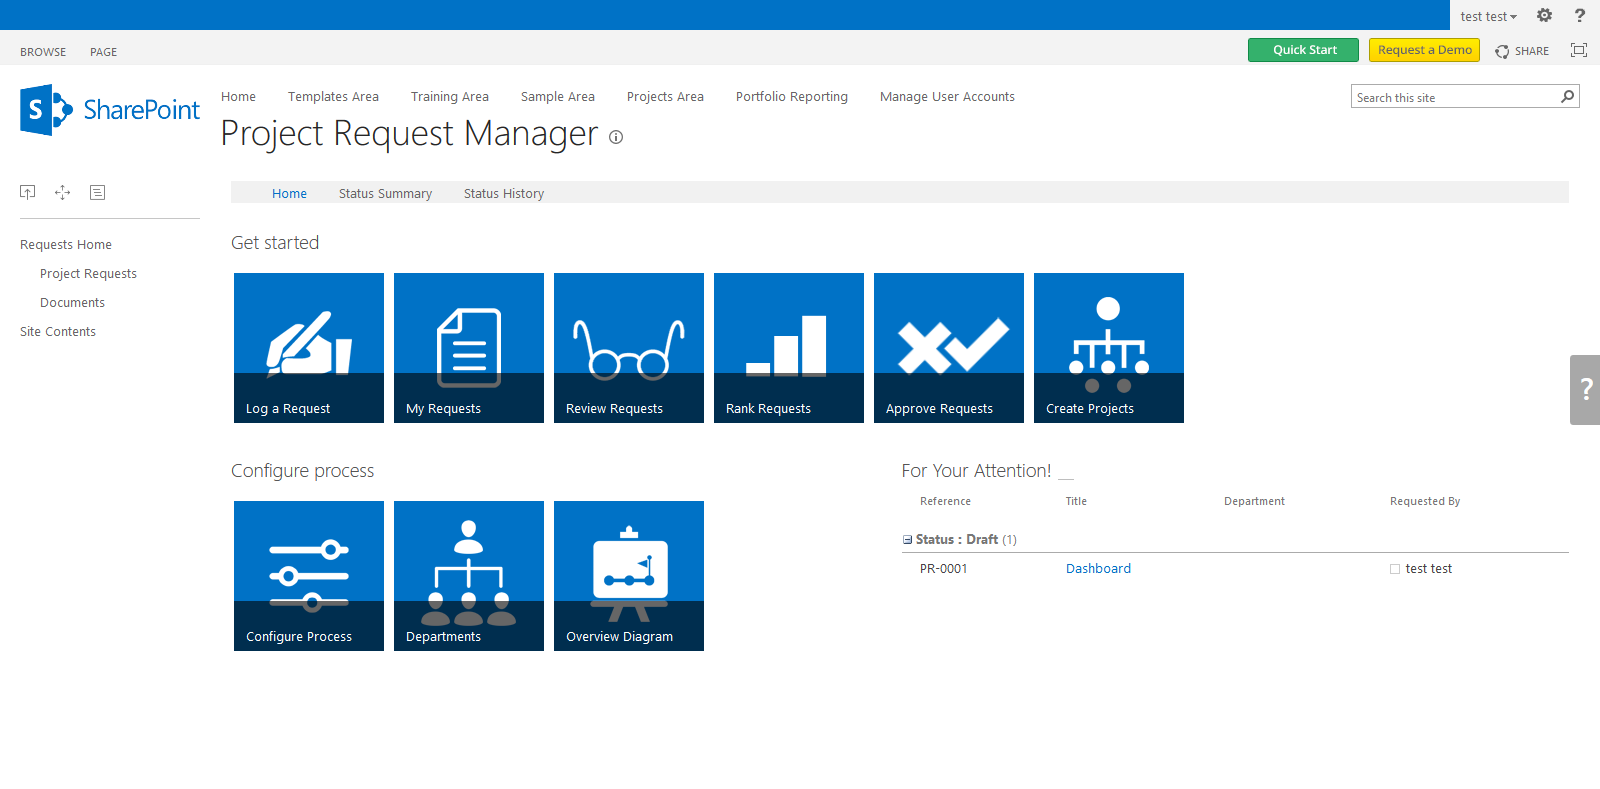 test test
?
BROWSE PAGE
Quick Start Request a Demo SHARE
S SharePoint
Home Templates Area Training Area Sample Area Projects Area Portfolio Reporting Manage User Accounts
Search this site
Project Request Manager
Home Status Summary Status History
Requests Home
Project Requests
Documents
Site Contents
Get started
Log a Request My Requests Review Requests Rank Requests Approve Requests Create Projects
?
Configure process
Configure Process Departments Overview Diagram
For Your Attention!
Reference Title Department Requested By
Status : Draft (1)
PR-0001 Dashboard test test